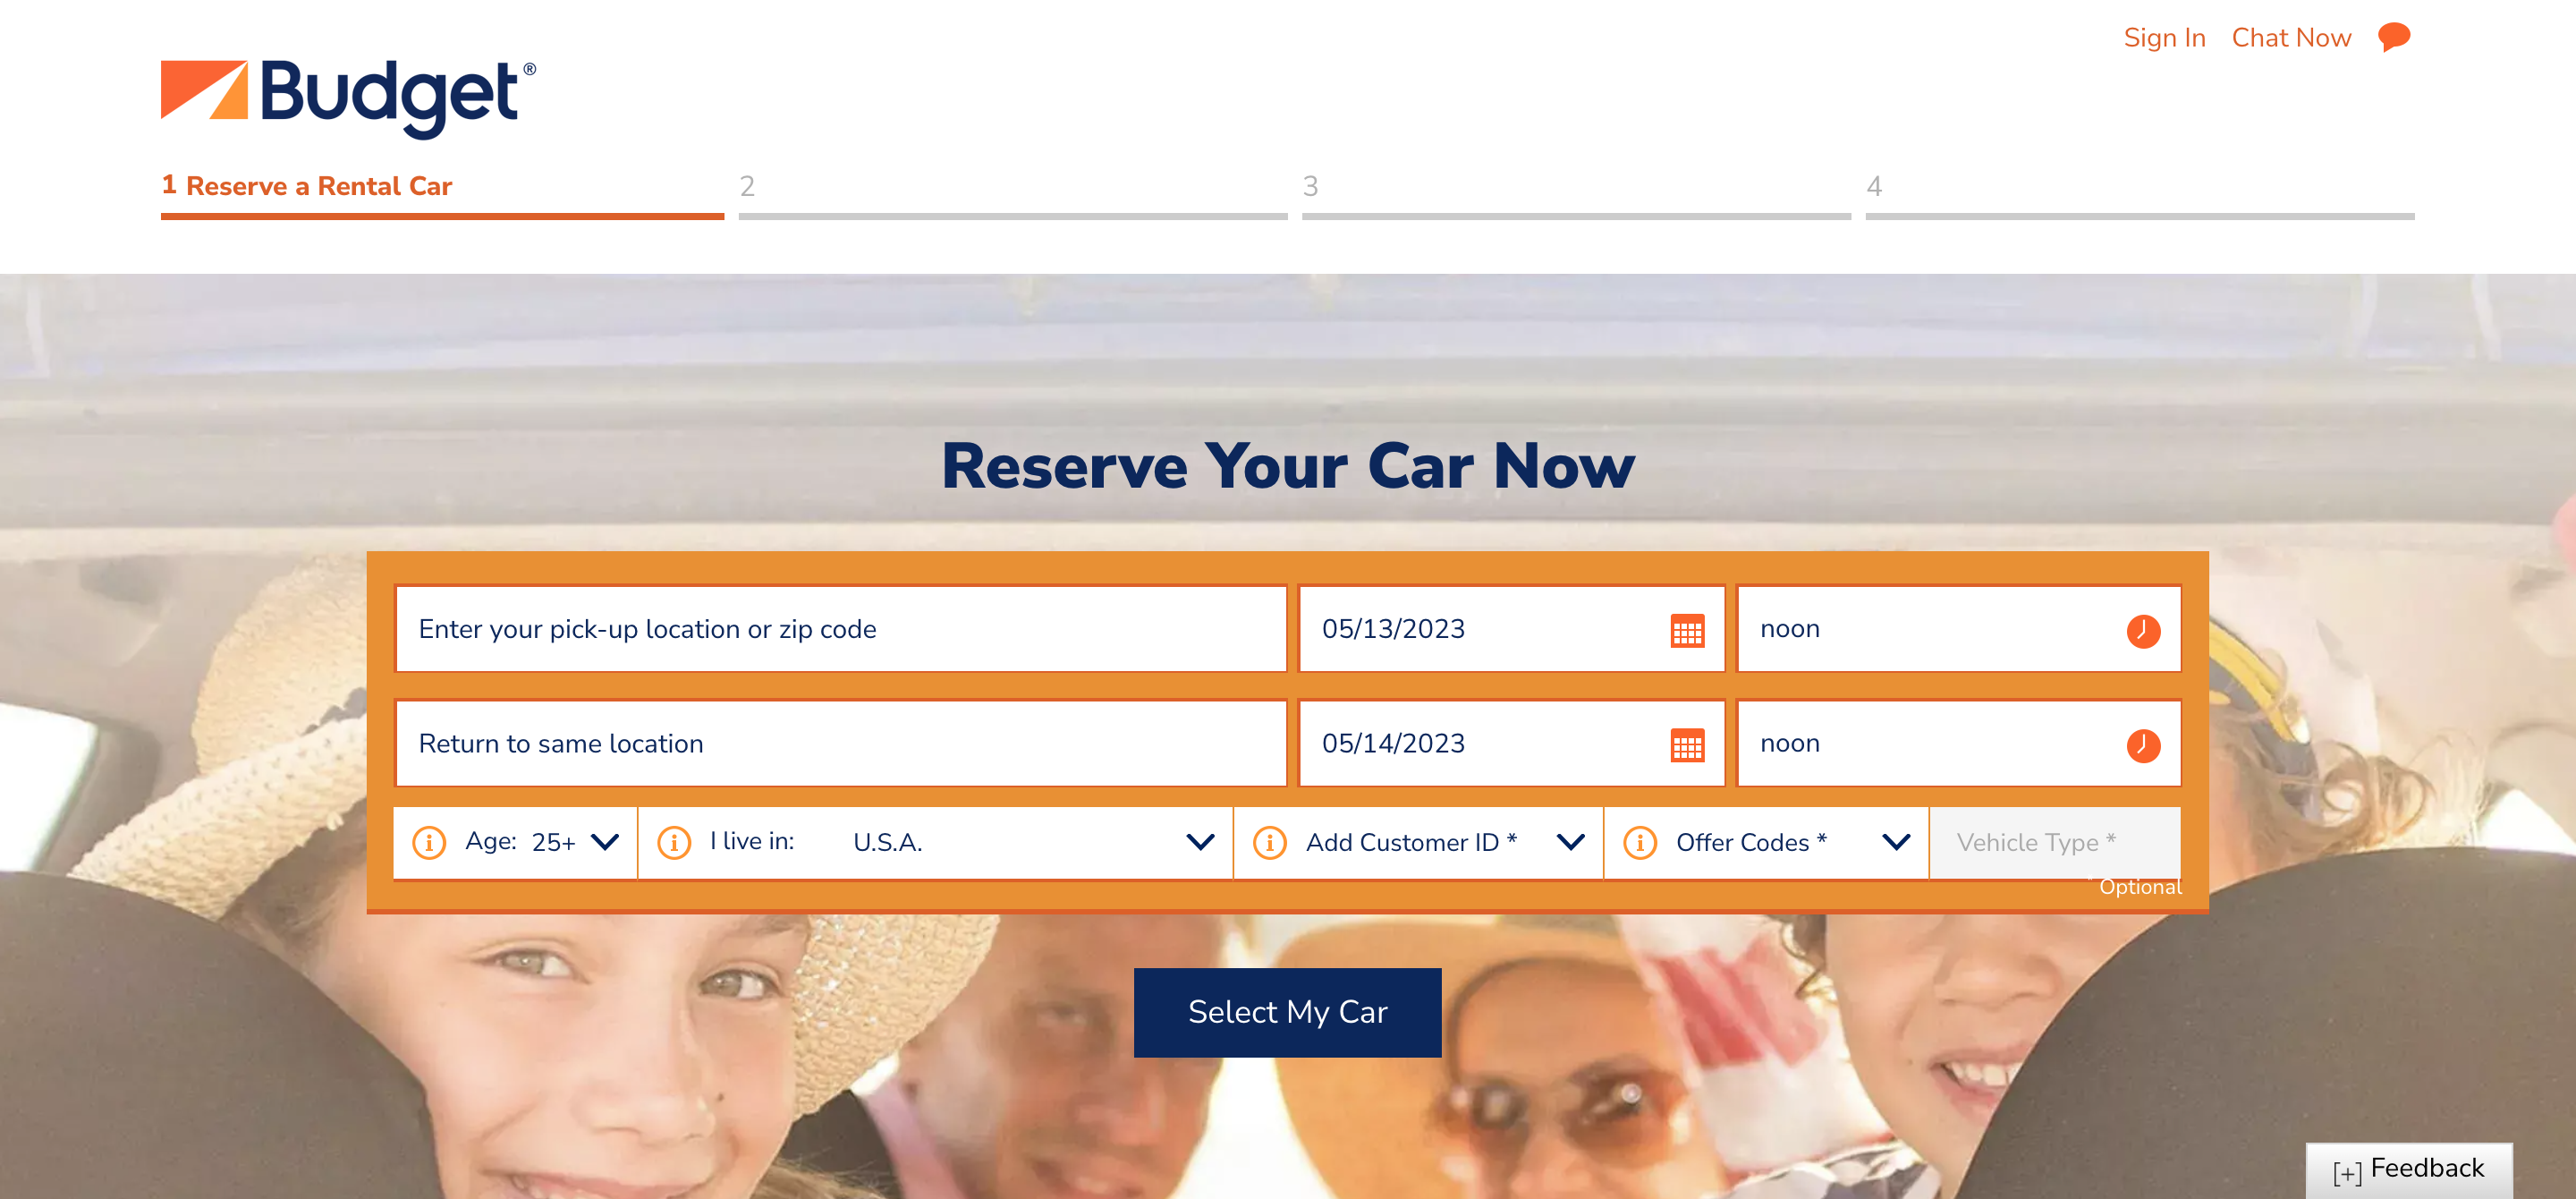 Sign In Chat Now
Budget®
1 Reserve a Rental Car 2 3 4
Reserve Your Car Now
Enter your pick-up location or zip code 05/13/2023 noon
Return to same location 05/14/2023 noon
Age: 25+ I live in: U.S.A. Add Customer ID * Offer Codes * Vehicle Type *
* Optional
Select My Car
[+] Feedback